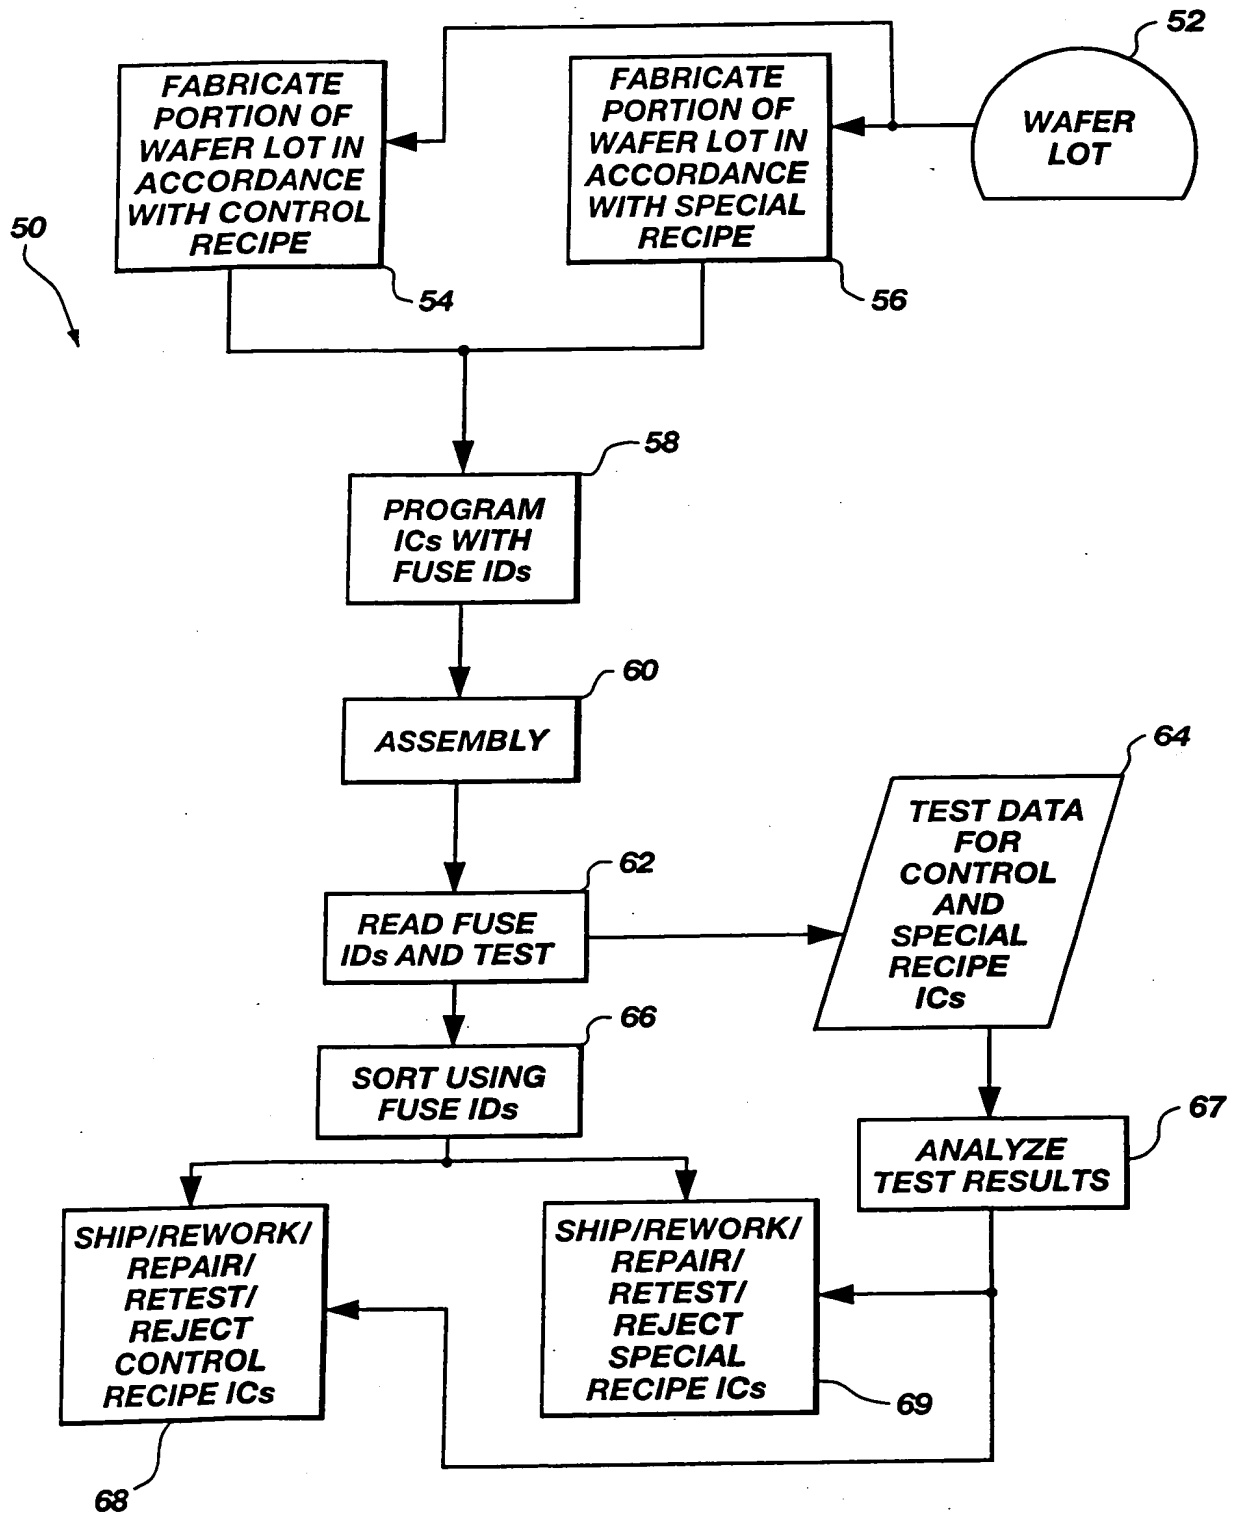 52
WAFER
LOT
FABRICATE
PORTION OF
WAFER LOT IN
ACCORDANCE
WITH CONTROL
RECIPE
54
FABRICATE
PORTION OF
WAFER LOT IN
ACCORDANCE
WITH SPECIAL
RECIPE
56
50
58
PROGRAM
ICs WITH
FUSE IDs
60
ASSEMBLY
62
READ FUSE
IDs AND TEST
64
TEST DATA
FOR
CONTROL
AND
SPECIAL
RECIPE
ICs
66
SORT USING
FUSE IDs
67
ANALYZE
TEST RESULTS
SHIP/REWORK/
REPAIR/
RETEST/
REJECT
CONTROL
RECIPE ICs
68
SHIP/REWORK/
REPAIR/
RETEST/
REJECT
SPECIAL
RECIPE ICs
69